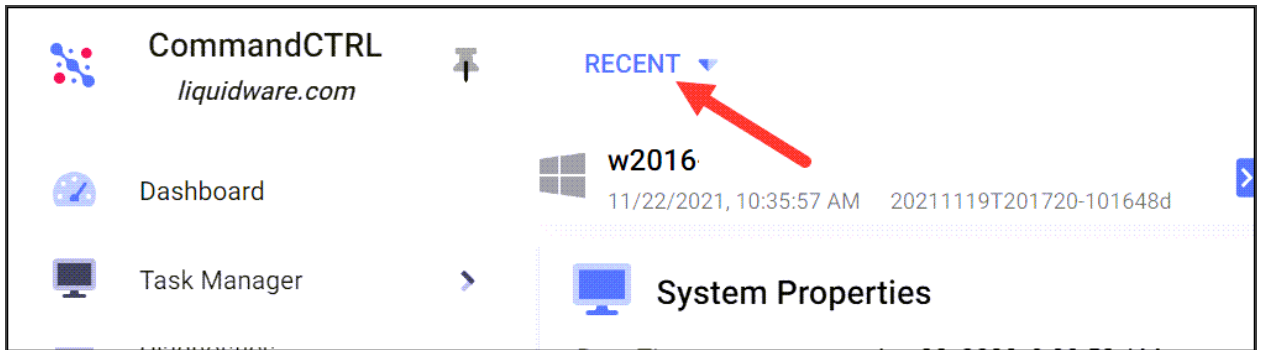 CommandCTRL
liquidware.com
RECENT
w2016
11/22/2021, 10:35:57 AM 20211119T201720-101648d
Dashboard
Task Manager
System Properties